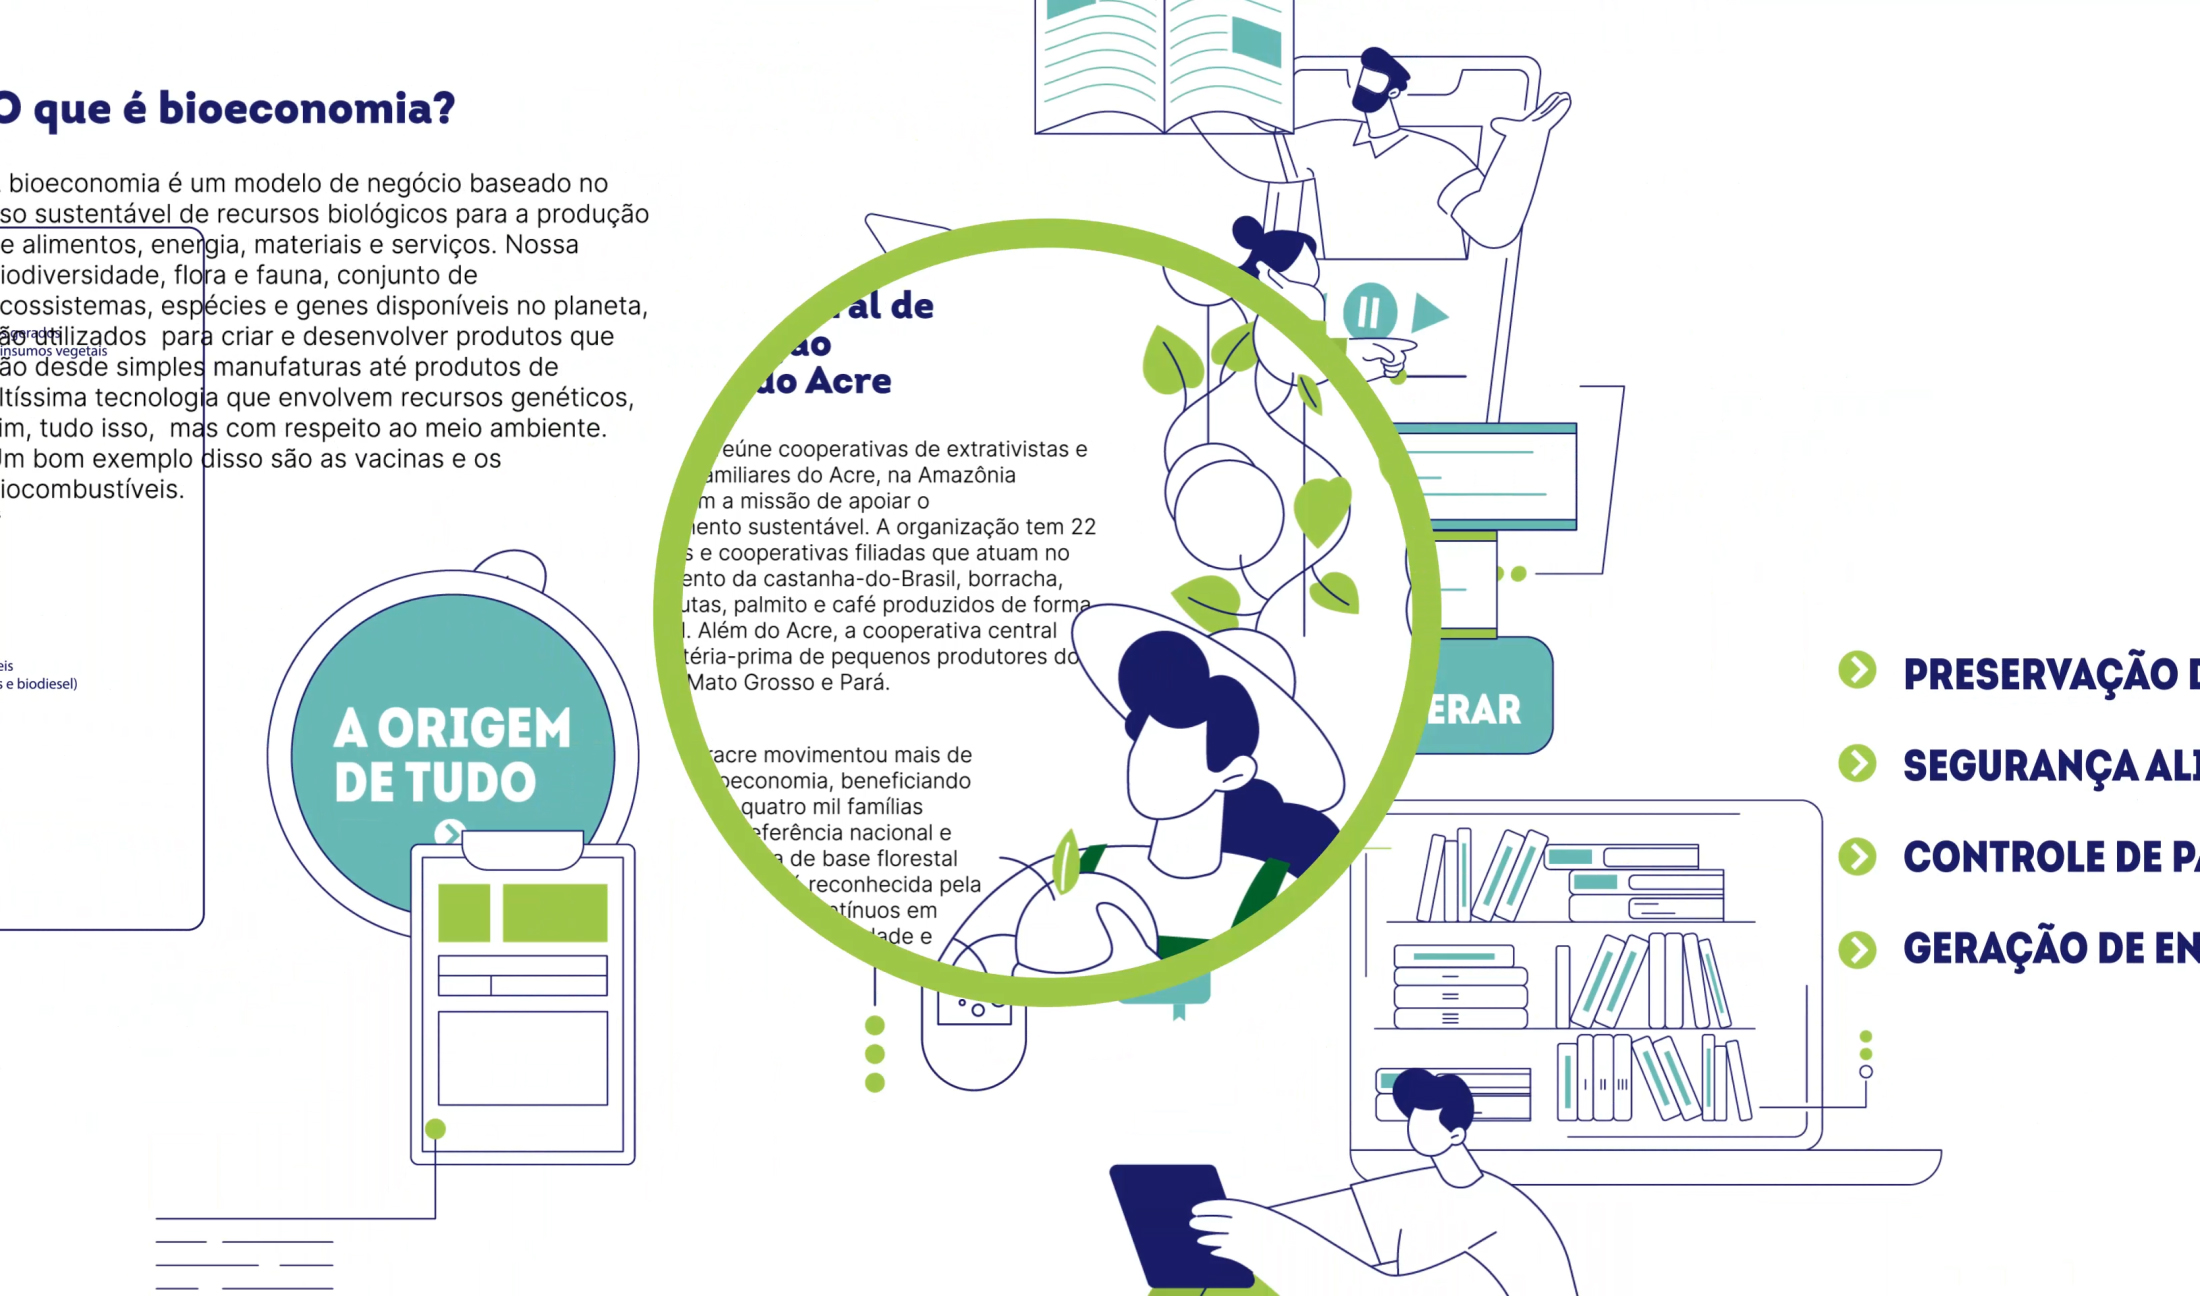 O que é bioeconomia?
bioeconomia é um modelo de negócio baseado no
so sustentável de recursos biológicos para a produção
e alimentos, energia, materiais e serviços. Nossa
iodiversidade, flora e fauna, conjunto de
cossistemas, espécies e genes disponíveis no planeta,
ão utilizados para criar e desenvolver produtos que
ão desde simples manufaturas até produtos de
ltíssima tecnologia que envolvem recursos genéticos,
im, tudo isso, mas com respeito ao meio ambiente.
Um bom exemplo disso são as vacinas e os
iocombustíveis.
gerados
insumos vegetais
eis
s e biodiesel)
A ORIGEM
DE TUDO
ral de
ão
do Acre
eúne cooperativas de extrativistas e
amiliares do Acre, na Amazônia
m a missão de apoiar o
mento sustentável. A organização tem 22
s e cooperativas filiadas que atuam no
ento da castanha-do-Brasil, borracha,
utas, palmito e café produzidos de forma
l. Além do Acre, a cooperativa central
téria-prima de pequenos produtores do
Mato Grosso e Pará.
racre movimentou mais de
oeconomia, beneficiando
quatro mil famílias
eferência nacional e
a de base florestal
reconhecida pela
ntínuos em
dade e
ERAR
PRESERVAÇÃO D
SEGURANÇA ALI
CONTROLE DE PA
GERAÇÃO DE EN